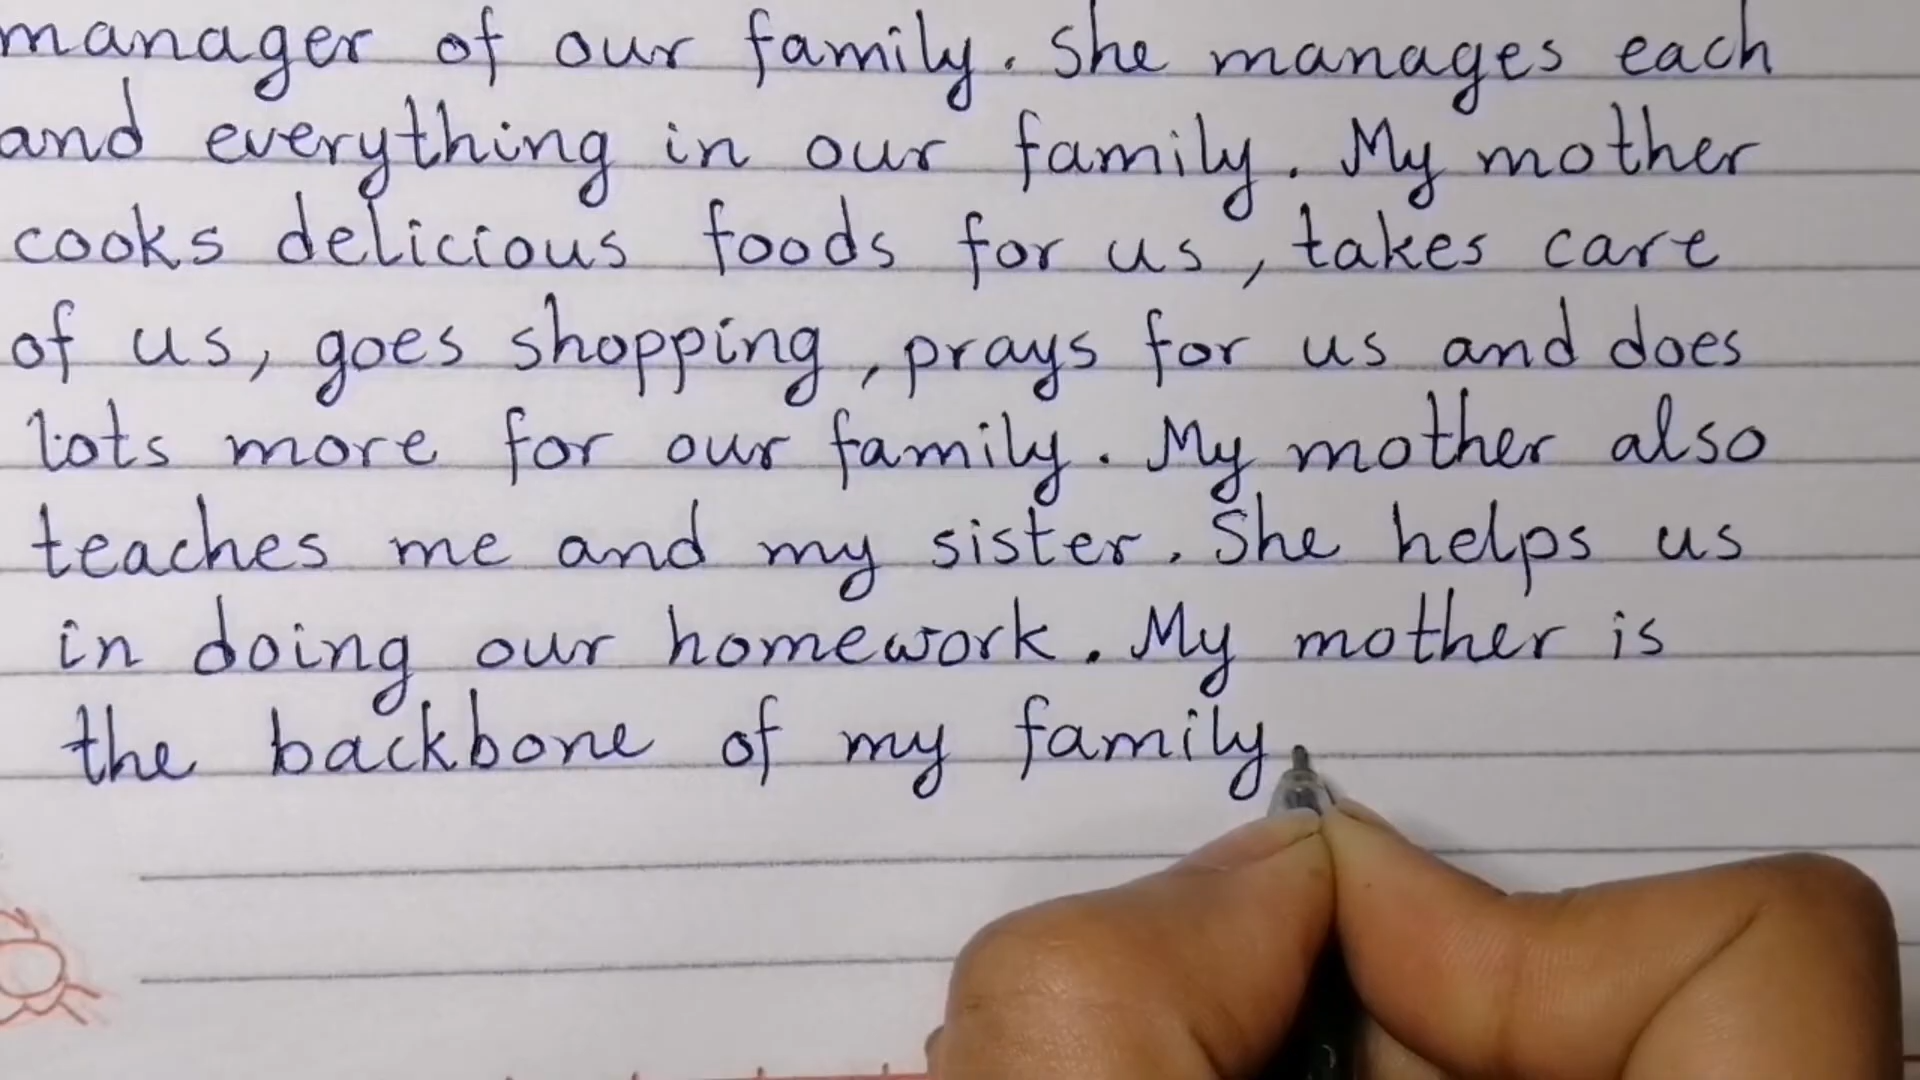 manager of our family. She manages each
and everything in our family. My mother
cooks delicious foods for us, takes care
of us, goes shopping, prays for us and does
lots more for our family. My mother also
teaches me and my sister. She helps us
in doing our homework. My mother is
the backbone of my family.